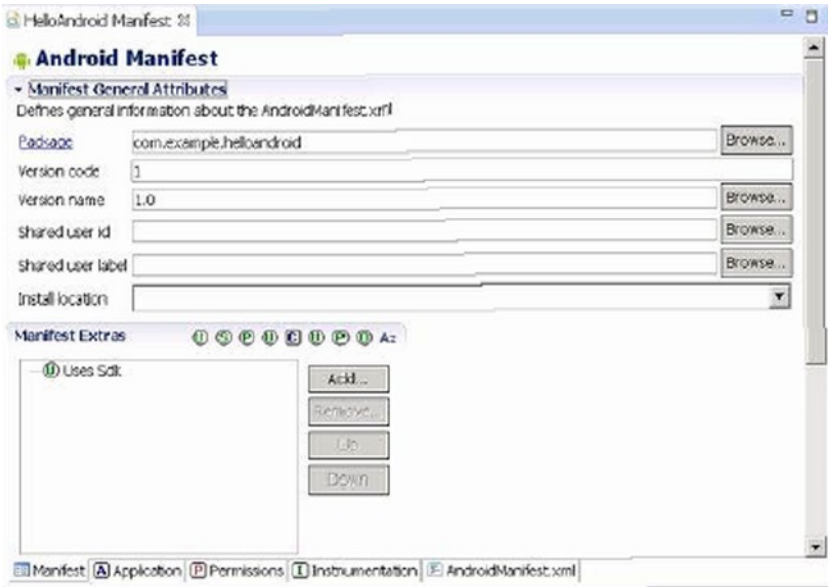 HelloAndroid Manifest
Android Manifest
Manifest General Attributes
Defines general information about the AndroidManifest.xml
Package com.example.helloandroid Browse...
Version code 1
Version name 1.0 Browse...
Shared user id Browse...
Shared user label Browse...
Install location
Manifest Extras I S P U C U P D Az
U Uses Sdk
Add...
Remove...
Up
Down
Manifest A Application P Permissions I Instrumentation AndroidManifest.xml